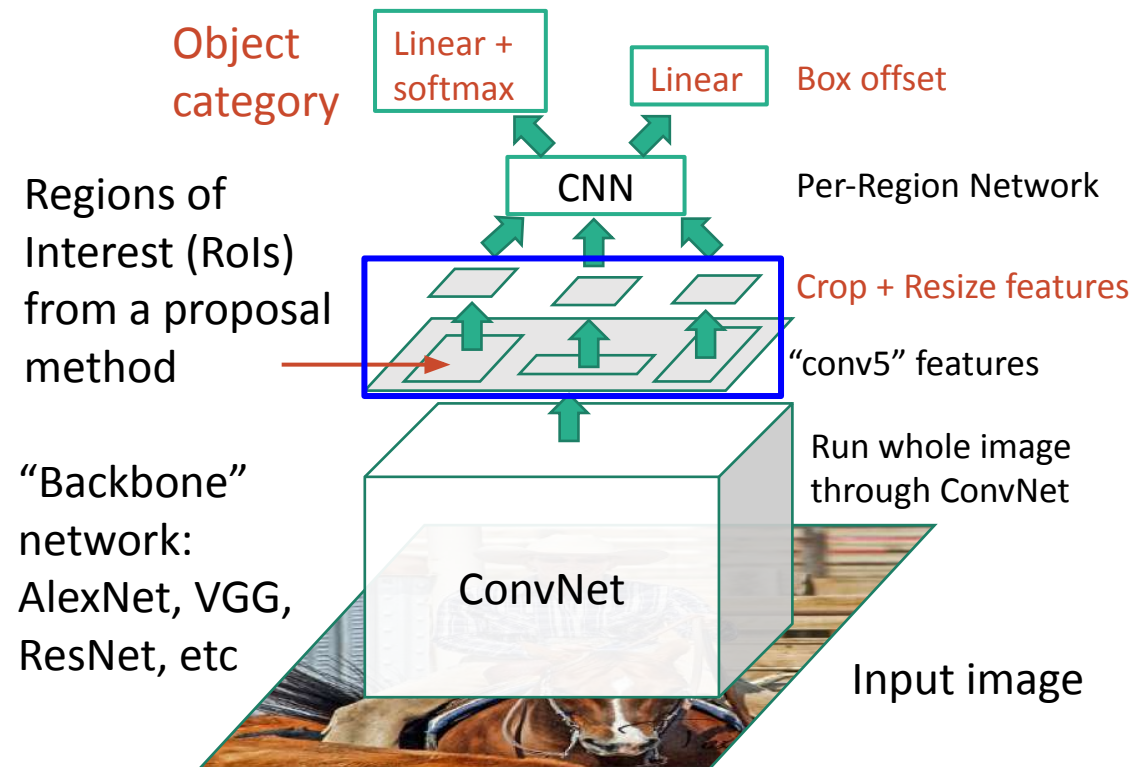 Object
category
Linear +
softmax
Linear
Box offset
Regions of
Interest (RoIs)
from a proposal
method
CNN
Per-Region Network
Crop + Resize features
“conv5” features
“Backbone”
network:
AlexNet, VGG,
ResNet, etc
Run whole image
through ConvNet
ConvNet
Input image